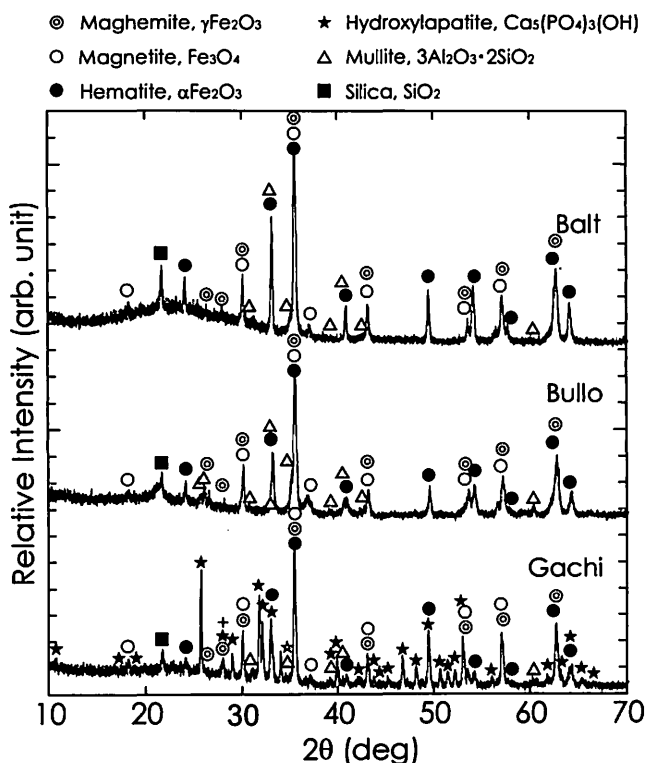 Maghemite, γFe₂O₃
Hydroxylapatite, Ca₅(PO₄)₃(OH)
Magnetite, Fe₃O₄
Mullite, 3Al₂O₃·2SiO₂
Hematite, αFe₂O₃
Silica, SiO₂
Relative Intensity (arb. unit)
Balt
Bullo
Gachi
10 20 30 40 50 60 70
2θ (deg)